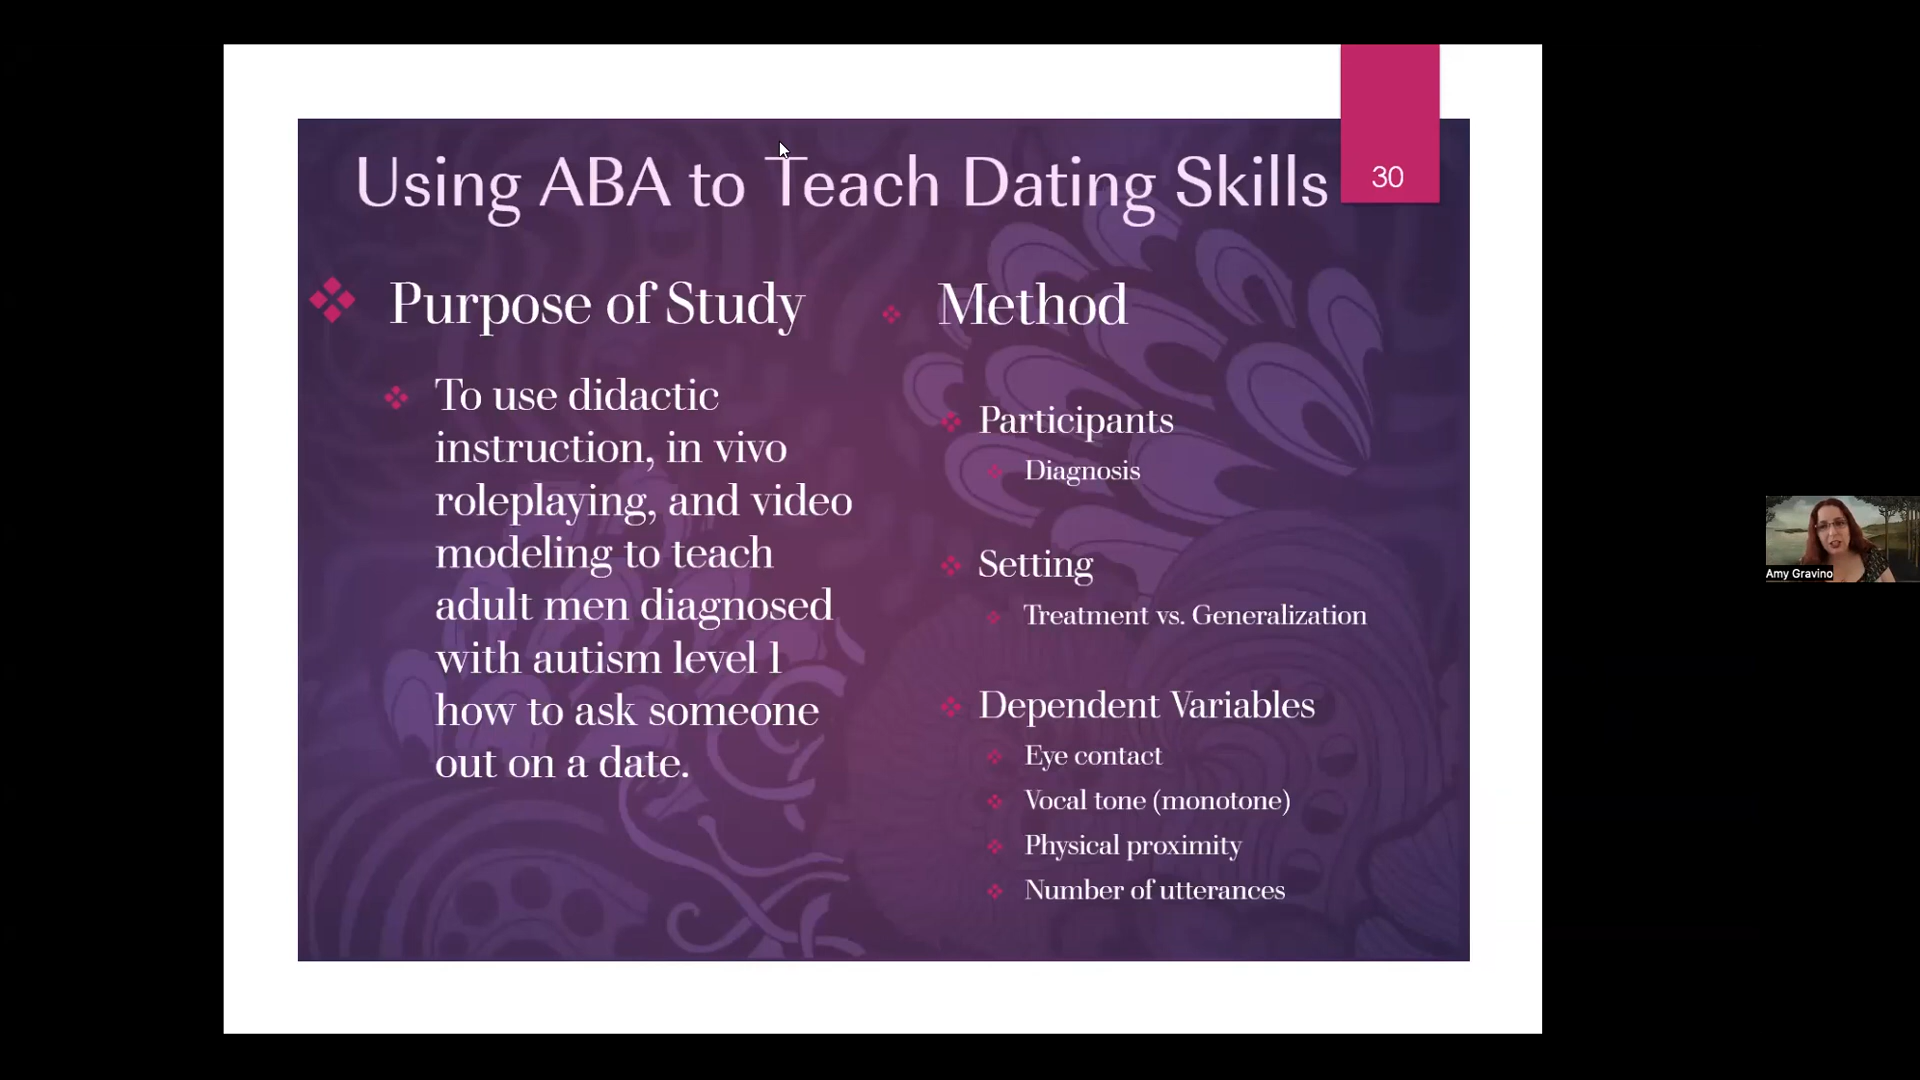 Using ABA to Teach Dating Skills
30
Purpose of Study
To use didactic
instruction, in vivo
roleplaying, and video
modeling to teach
adult men diagnosed
with autism level 1
how to ask someone
out on a date.
Method
Participants
Diagnosis
Setting
Treatment vs. Generalization
Dependent Variables
Eye contact
Vocal tone (monotone)
Physical proximity
Number of utterances
Amy Gravino